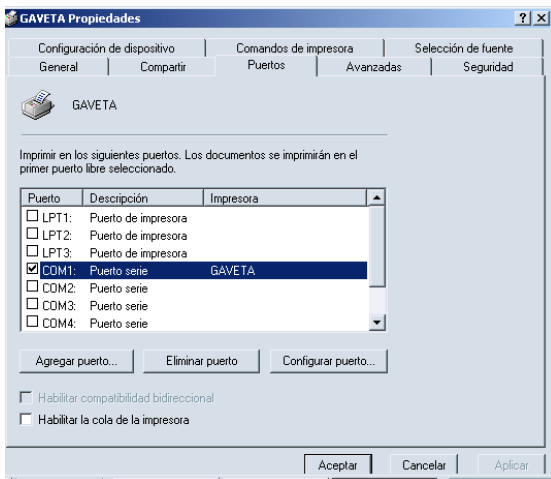 GAVETA Propiedades
Configuración de dispositivo Comandos de impresora Selección de fuente
General Compartir Puertos Avanzadas Seguridad
GAVETA
Imprimir en los siguientes puertos. Los documentos se imprimirán en el
primer puerto libre seleccionado.
Puerto Descripción Impresora
LPT1: Puerto de impresora
LPT2: Puerto de impresora
LPT3: Puerto de impresora
COM1: Puerto serie GAVETA
COM2: Puerto serie
COM3: Puerto serie
COM4: Puerto serie
Agregar puerto... Eliminar puerto Configurar puerto...
Habilitar compatibilidad bidireccional
Habilitar la cola de la impresora
Aceptar Cancelar Aplicar